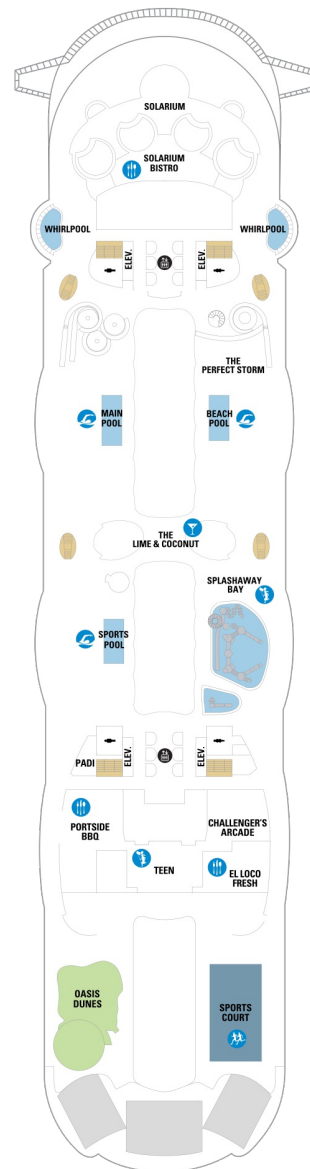 SOLARIUM
SOLARIUM
BISTRO
WHIRLPOOL
WHIRLPOOL
ELEV.
ELEV.
THE
PERFECT STORM
MAIN
POOL
BEACH
POOL
THE
LIME & COCONUT
SPLASHAWAY
BAY
SPORTS
POOL
PADI
ELEV.
ELEV.
PORTSIDE
BBQ
CHALLENGER'S
ARCADE
TEEN
EL LOCO
FRESH
OASIS
DUNES
SPORTS
COURT